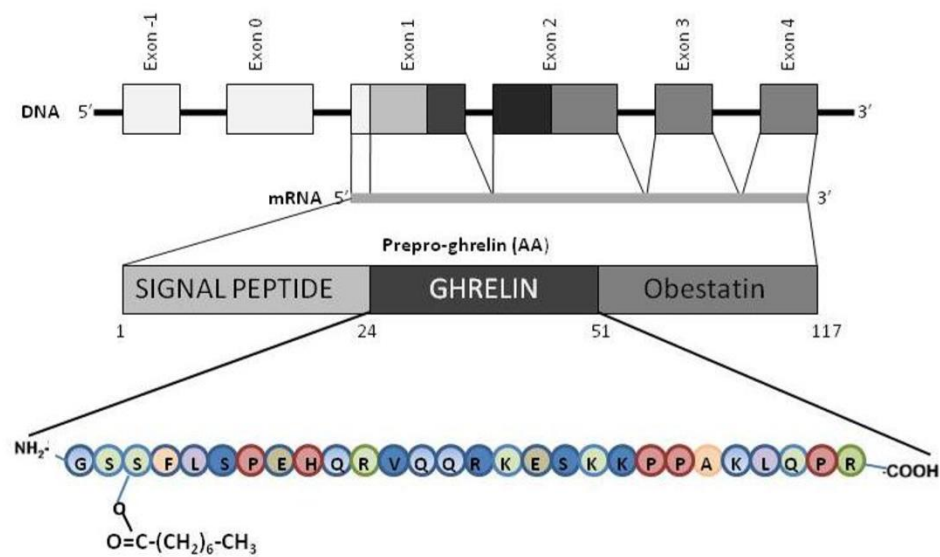 Exon -1 Exon 0 Exon 1 Exon 2 Exon 3 Exon 4
DNA 5′ 3′
mRNA 5′ 3′
Prepro-ghrelin (AA)
SIGNAL PEPTIDE GHRELIN Obestatin
1 24 51 117
NH₂- G S S F L S P E H Q R V Q Q R K E S K K P P A K L Q P R -COOH
O
O=C-(CH₂)₆-CH₃